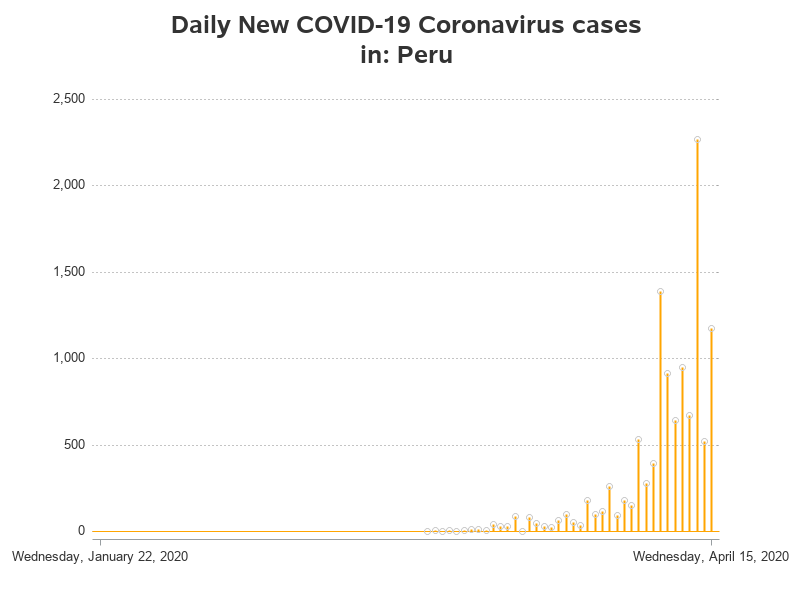 Daily New COVID-19 Coronavirus cases
in: Peru
2,500
2,000
1,500
1,000
500
0
Wednesday, January 22, 2020 Wednesday, April 15, 2020